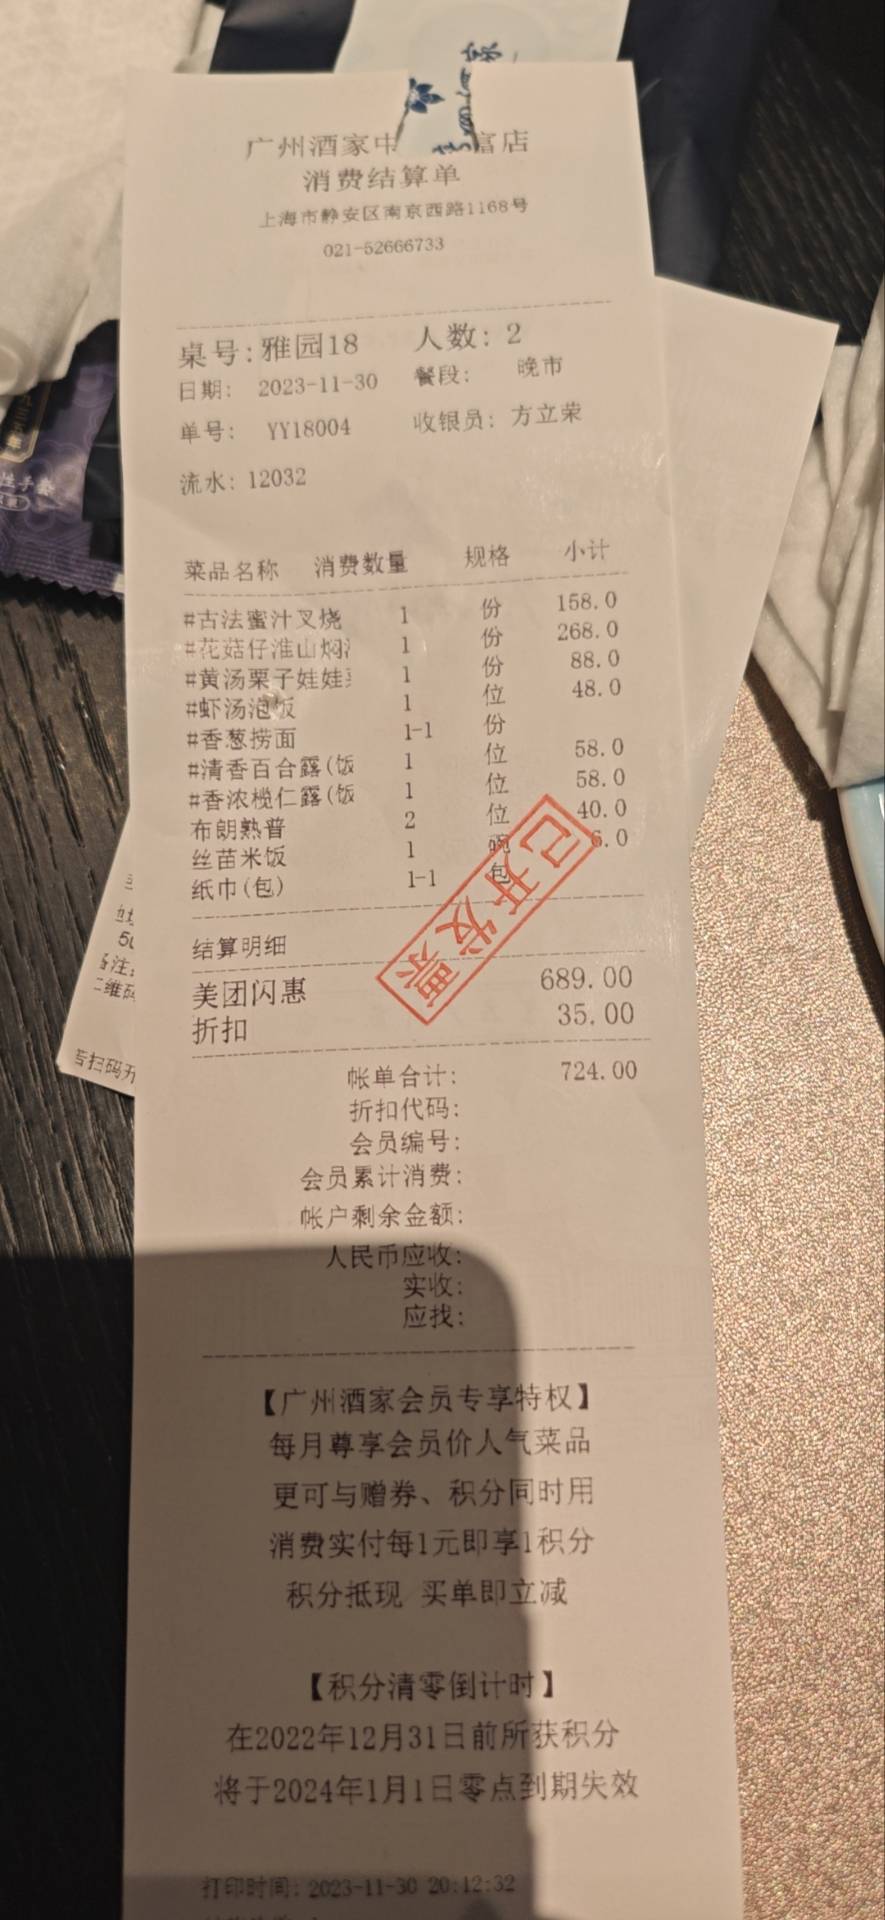 广州酒家中 富店
消费结算单
上海市静安区南京西路1168号
021-52666733
桌号:雅园18 人数: 2
日期: 2023-11-30 餐段: 晚市
单号: YY18004 收银员: 方立荣
流水: 12032
菜品名称 消费数量 规格 小计
#古法蜜汁叉烧 1 份 158.0
#花菇仔淮山焖 1 份 268.0
#黄汤栗子娃娃 1 份 88.0
#虾汤泡饭 1 位 48.0
#香葱捞面 1-1 份
#清香百合露(饭 1 位 58.0
#香浓榄仁露(饭 1 位 58.0
布朗熟普 2 位 40.0
丝苗米饭 1 碗 6.0
纸巾(包) 1-1 包
已开发票
结算明细
美团闪惠 689.00
折扣 35.00
帐单合计: 724.00
折扣代码:
会员编号:
会员累计消费:
帐户剩余金额:
人民币应收:
实收:
应找:
【广州酒家会员专享特权】
每月尊享会员价人气菜品
更可与赠券、积分同时用
消费实付每1元即享1积分
积分抵现 买单即立减
【积分清零倒计时】
在2022年12月31日前所获积分
将于2024年1月1日零点到期失效
打印时间: 2023-11-30 20:12:32